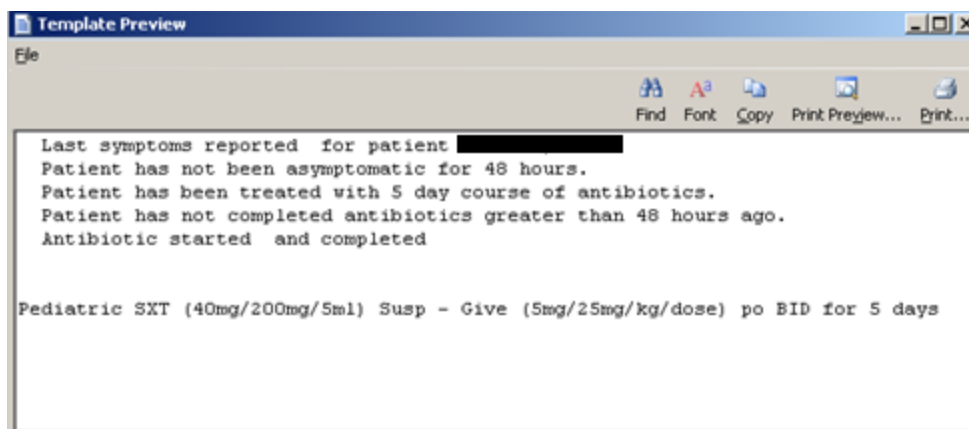 Template Preview
File
Find Font Copy Print Preview... Print...
Last symptoms reported for patient
Patient has not been asymptomatic for 48 hours.
Patient has been treated with 5 day course of antibiotics.
Patient has not completed antibiotics greater than 48 hours ago.
Antibiotic started and completed
Pediatric SXT (40mg/200mg/5ml) Susp - Give (5mg/25mg/kg/dose) po BID for 5 days